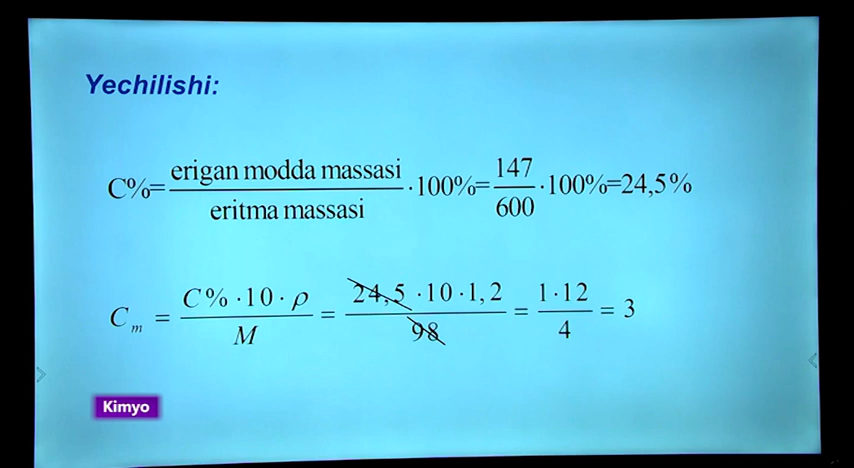 Yechilishi:
C%=erigan modda massasi/eritma massasi·100%=147/600·100%=24,5%
Cₘ = C%·10·ρ/M = 24,5·10·1,2/98 = 1·12/4 = 3
Kimyo